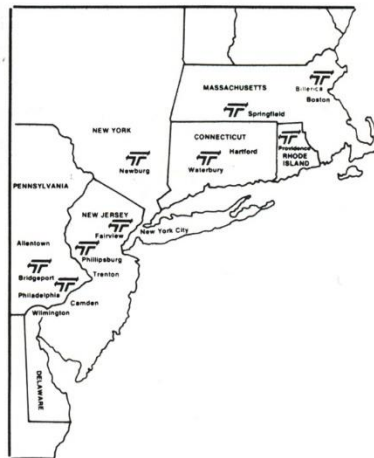 MASSACHUSETTS
Billerica
Boston
Springfield
NEW YORK
CONNECTICUT
Hartford
Providence
RHODE
ISLAND
Newburg
Waterbury
PENNSYLVANIA
NEW JERSEY
Fairview
New York City
Allentown
Phillipsburg
Bridgeport
Trenton
Philadelphia
Camden
Wilmington
DELAWARE